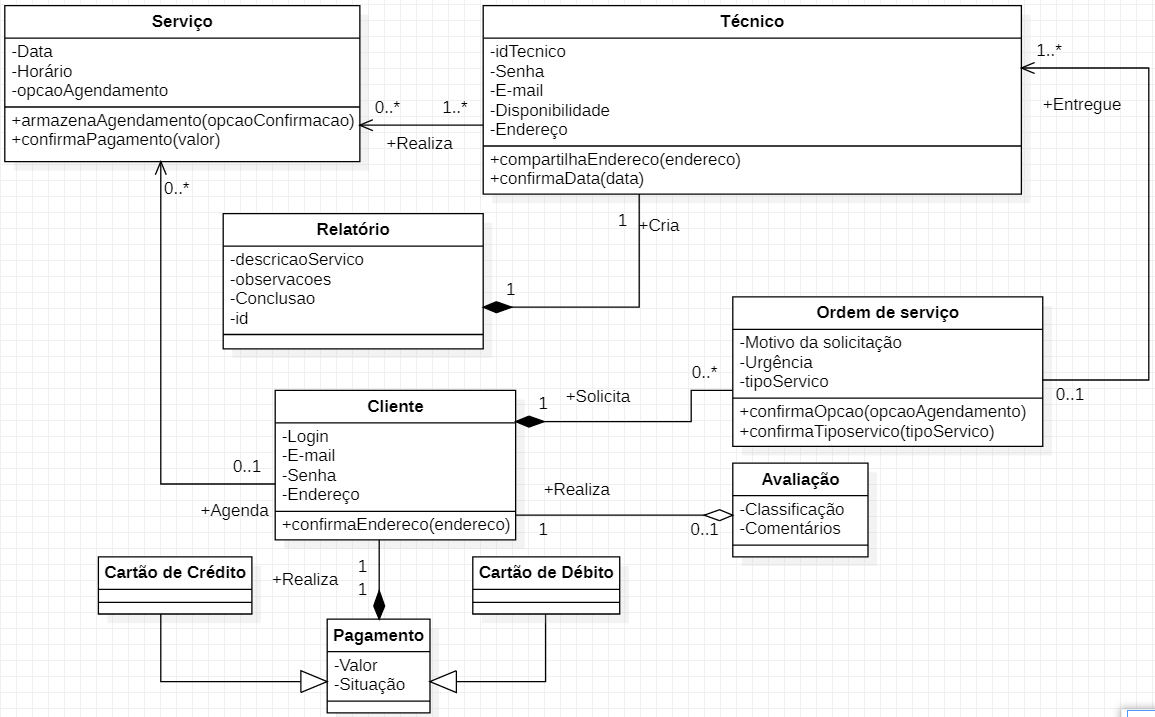 Serviço
-Data
-Horário
-opcaoAgendamento
+armazenaAgendamento(opcaoConfirmacao)
+confirmaPagamento(valor)
Técnico
-idTecnico
-Senha
-E-mail
-Disponibilidade
-Endereço
+compartilhaEndereco(endereco)
+confirmaData(data)
0..*
1..*
+Realiza
1..*
+Entregue
0..*
1
+Cria
Relatório
-descricaoServico
-observacoes
-Conclusao
-id
1
Ordem de serviço
-Motivo da solicitação
-Urgência
-tipoServico
+confirmaOpcao(opcaoAgendamento)
+confirmaTiposervico(tipoServico)
0..*
+Solicita
1
0..1
Cliente
-Login
-E-mail
-Senha
-Endereço
+confirmaEndereco(endereco)
0..1
+Agenda
+Realiza
1
0..1
Avaliação
-Classificação
-Comentários
Cartão de Crédito
+Realiza
1
1
Cartão de Débito
Pagamento
-Valor
-Situação